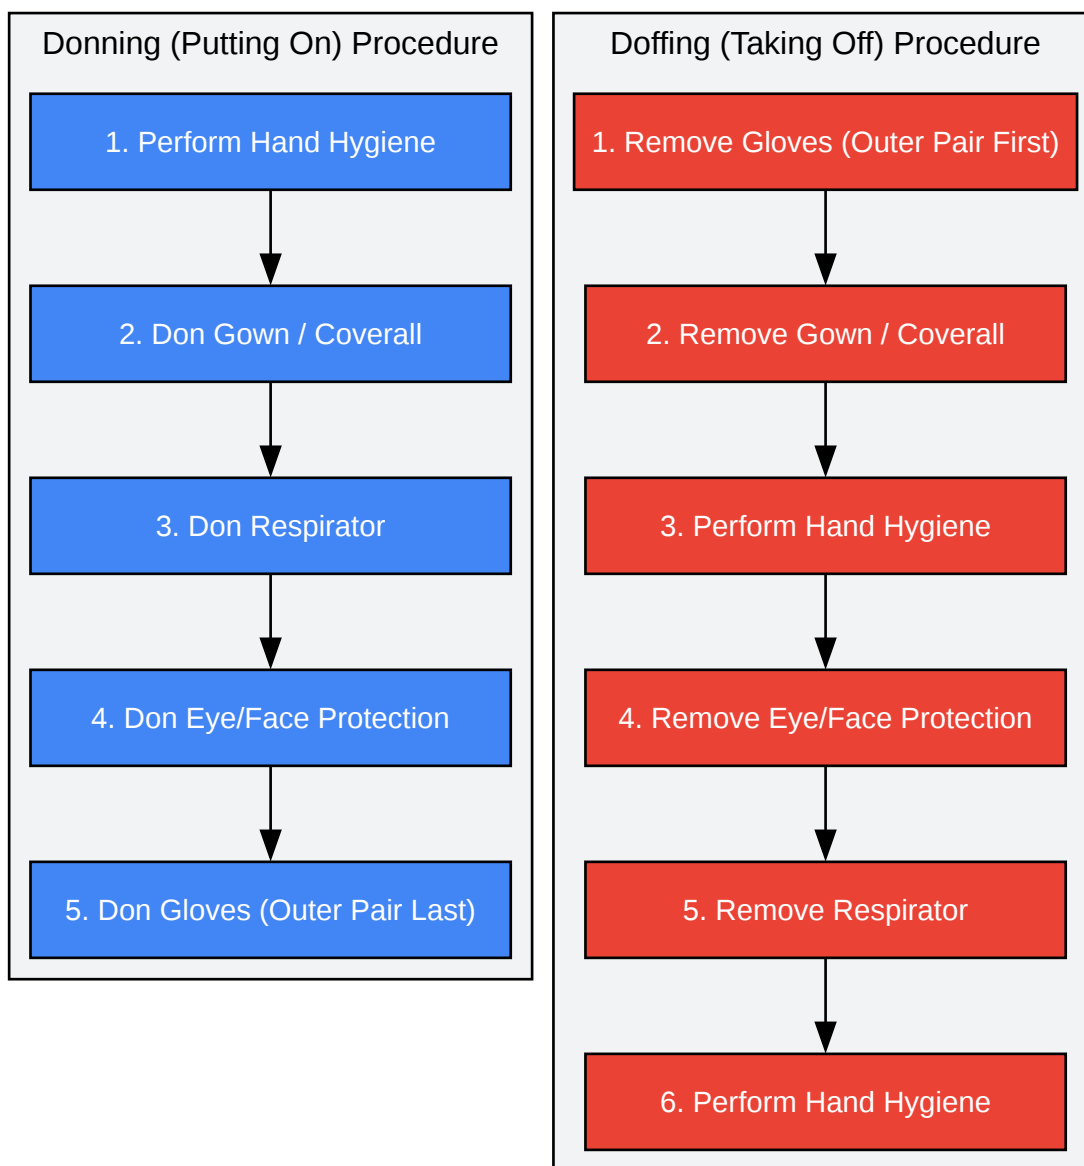 Donning (Putting On) Procedure
1. Perform Hand Hygiene
2. Don Gown / Coverall
3. Don Respirator
4. Don Eye/Face Protection
5. Don Gloves (Outer Pair Last)
Doffing (Taking Off) Procedure
1. Remove Gloves (Outer Pair First)
2. Remove Gown / Coverall
3. Perform Hand Hygiene
4. Remove Eye/Face Protection
5. Remove Respirator
6. Perform Hand Hygiene